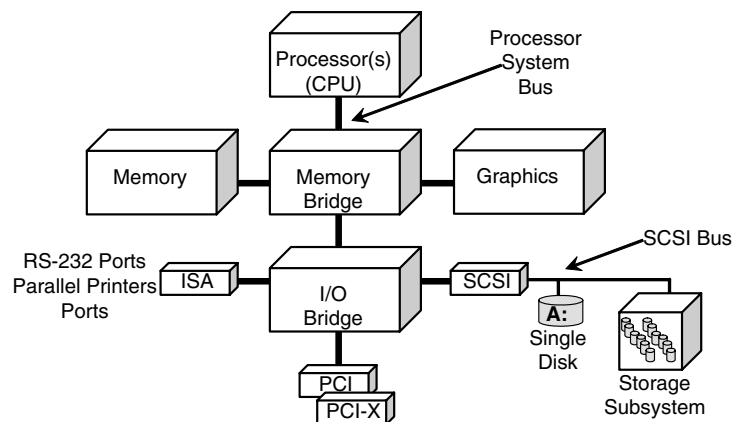 Processor(s)
(CPU)
Processor
System
Bus
Memory
Memory
Bridge
Graphics
SCSI Bus
RS-232 Ports
Parallel Printers
Ports
ISA
I/O
Bridge
SCSI
A:
Single
Disk
Storage
Subsystem
PCI
PCI-X